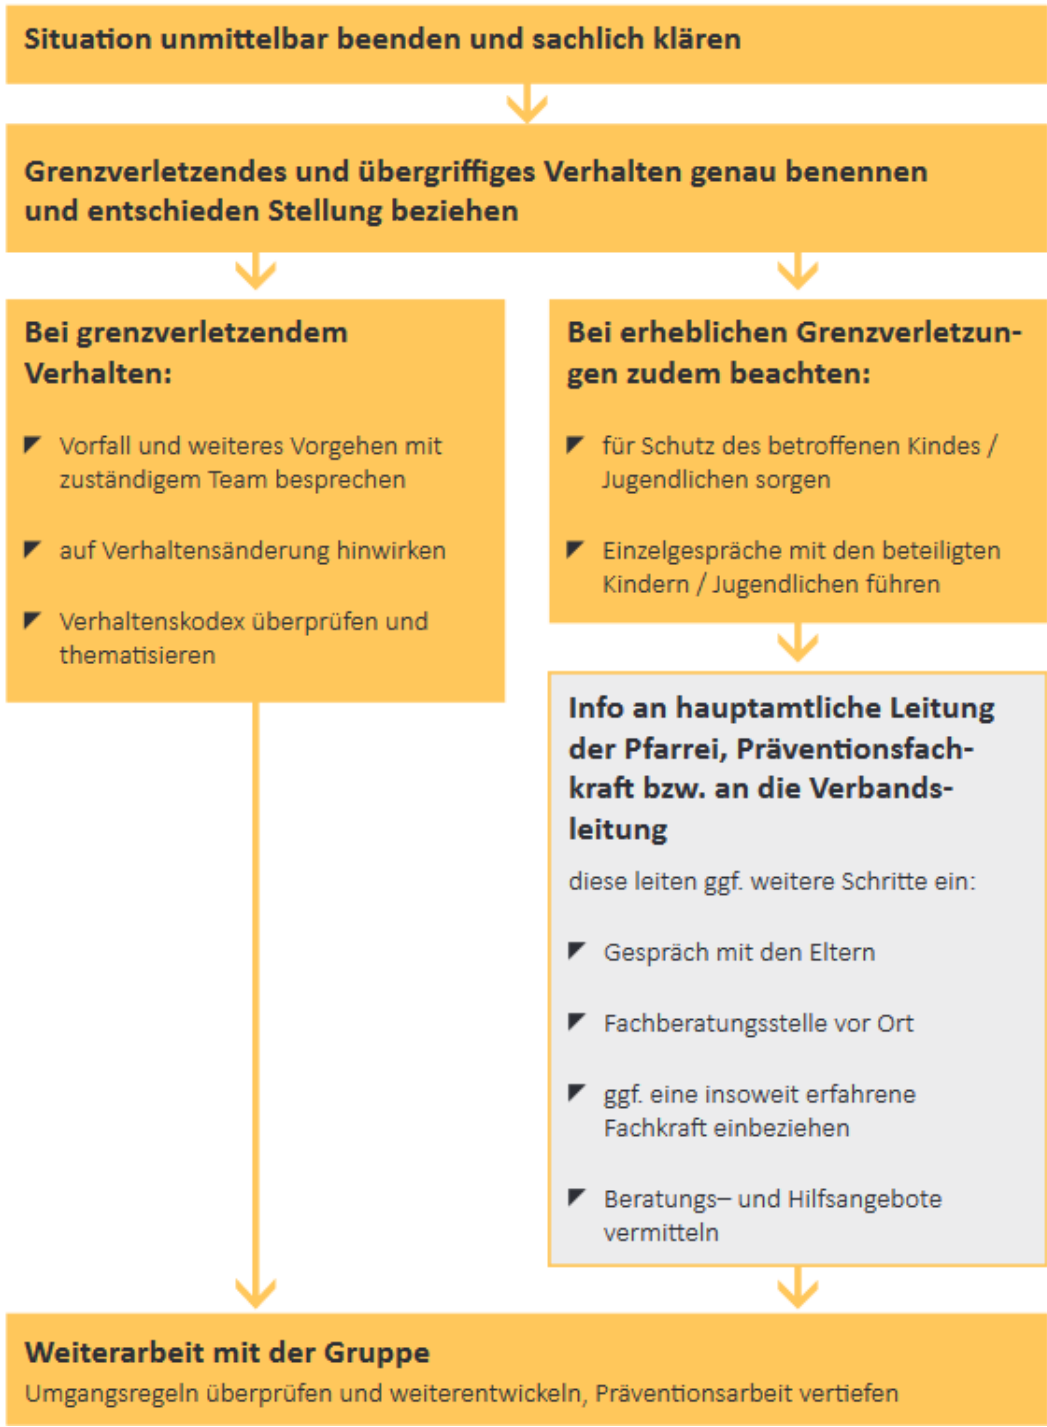 Situation unmittelbar beenden und sachlich klären
Grenzverletzendes und übergriffiges Verhalten genau benennen
und entschieden Stellung beziehen
Bei grenzverletzendem
Verhalten:
Vorfall und weiteres Vorgehen mit
zuständigem Team besprechen
auf Verhaltensänderung hinwirken
Verhaltenskodex überprüfen und
thematisieren
Bei erheblichen Grenzverletzun-
gen zudem beachten:
für Schutz des betroffenen Kindes /
Jugendlichen sorgen
Einzelgespräche mit den beteiligten
Kindern / Jugendlichen führen
Info an hauptamtliche Leitung
der Pfarrei, Präventionsfach-
kraft bzw. an die Verbands-
leitung
diese leiten ggf. weitere Schritte ein:
Gespräch mit den Eltern
Fachberatungsstelle vor Ort
ggf. eine insoweit erfahrene
Fachkraft einbeziehen
Beratungs– und Hilfsangebote
vermitteln
Weiterarbeit mit der Gruppe
Umgangsregeln überprüfen und weiterentwickeln, Präventionsarbeit vertiefen